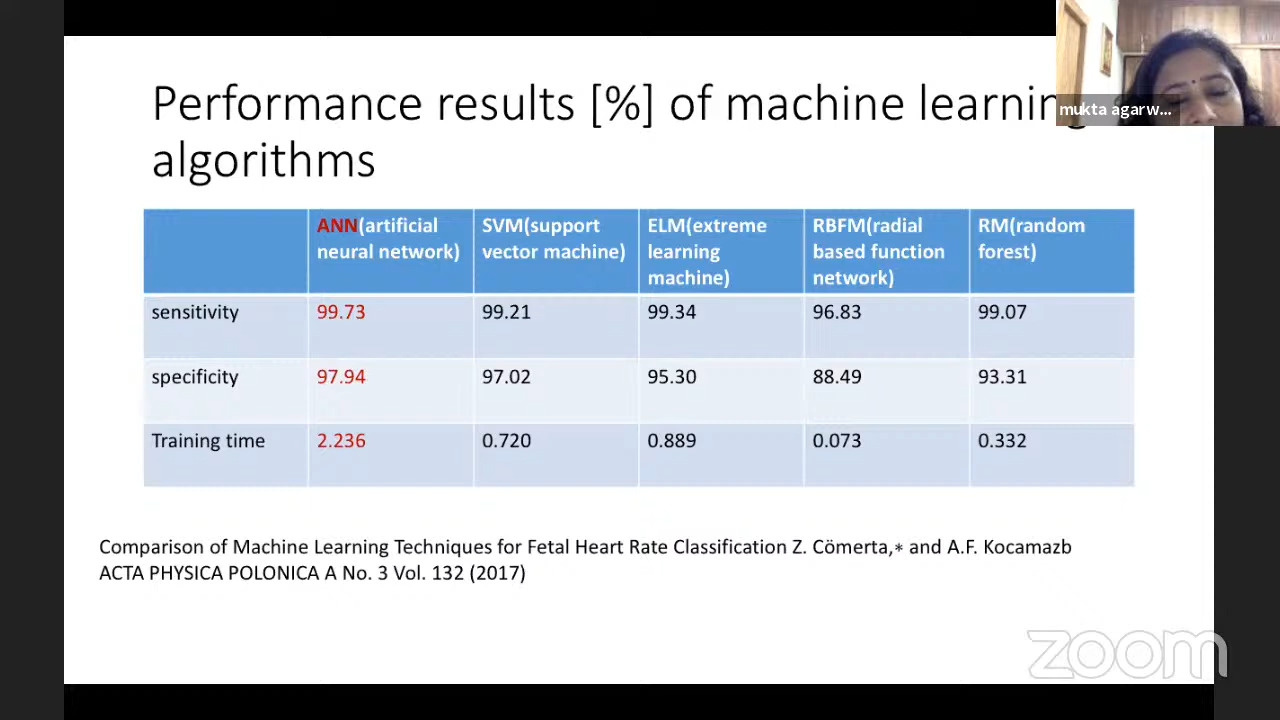 Performance results [%] of machine learning
algorithms
mukta agarw...
ANN(artificial neural network) SVM(support vector machine) ELM(extreme learning machine) RBFM(radial based function network) RM(random forest)
sensitivity 99.73 99.21 99.34 96.83 99.07
specificity 97.94 97.02 95.30 88.49 93.31
Training time 2.236 0.720 0.889 0.073 0.332
Comparison of Machine Learning Techniques for Fetal Heart Rate Classification Z. Cömerta,∗ and A.F. Kocamazb
ACTA PHYSICA POLONICA A No. 3 Vol. 132 (2017)
zoom